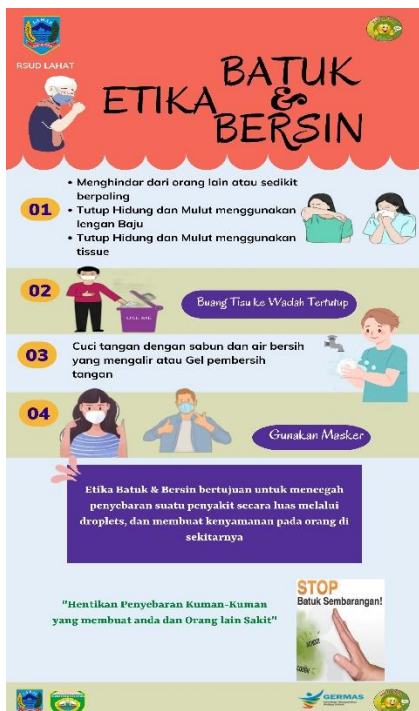 LAHAT
RSUD LAHAT
ETIKA BATUK
&
BERSIN
01
• Menghindar dari orang lain atau sedikit
berpaling
• Tutup Hidung dan Mulut menggunakan
lengan Baju
• Tutup Hidung dan Mulut menggunakan
tissue
02
USE ME
Buang Tisu ke Wadah Tertutup
03
Cuci tangan dengan sabun dan air bersih
yang mengalir atau Gel pembersih
tangan
04
Gunakan Masker
Etika Batuk & Bersin bertujuan untuk mencegah
penyebaran suatu penyakit secara luas melalui
droplets, dan membuat kenyamanan pada orang di
sekitarnya
"Hentikan Penyebaran Kuman-Kuman
yang membuat anda dan Orang lain Sakit"
STOP
Batuk Sembarangan!
GERMAS